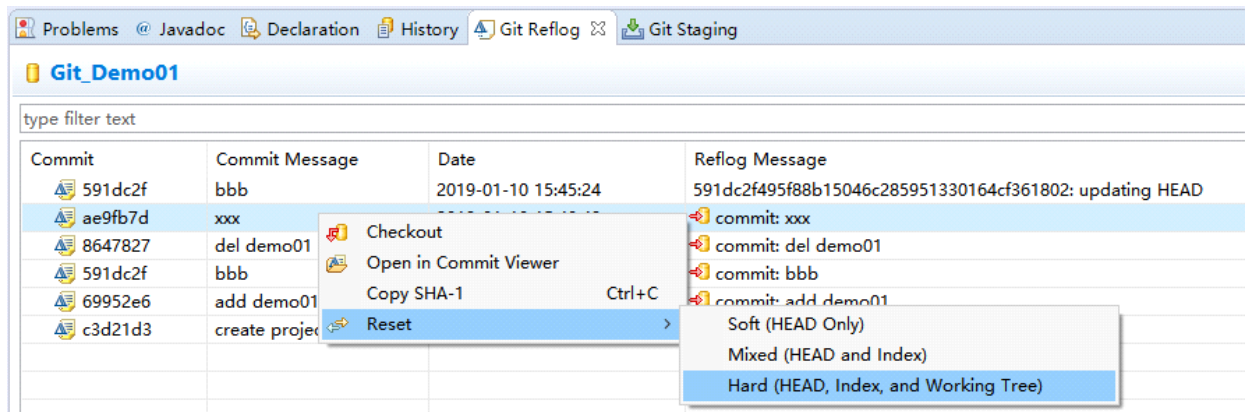 Problems @ Javadoc Declaration History Git Reflog Git Staging
Git_Demo01
type filter text
Commit Commit Message Date Reflog Message
591dc2f bbb 2019-01-10 15:45:24 591dc2f495f88b15046c285951330164cf361802: updating HEAD
ae9fb7d xxx commit: xxx
Checkout
8647827 del demo01 commit: del demo01
Open in Commit Viewer
591dc2f bbb commit: bbb
Copy SHA-1 Ctrl+C
69952e6 add demo01 commit: add demo01
c3d21d3 create Reset >
Soft (HEAD Only)
Mixed (HEAD and Index)
Hard (HEAD, Index, and Working Tree)